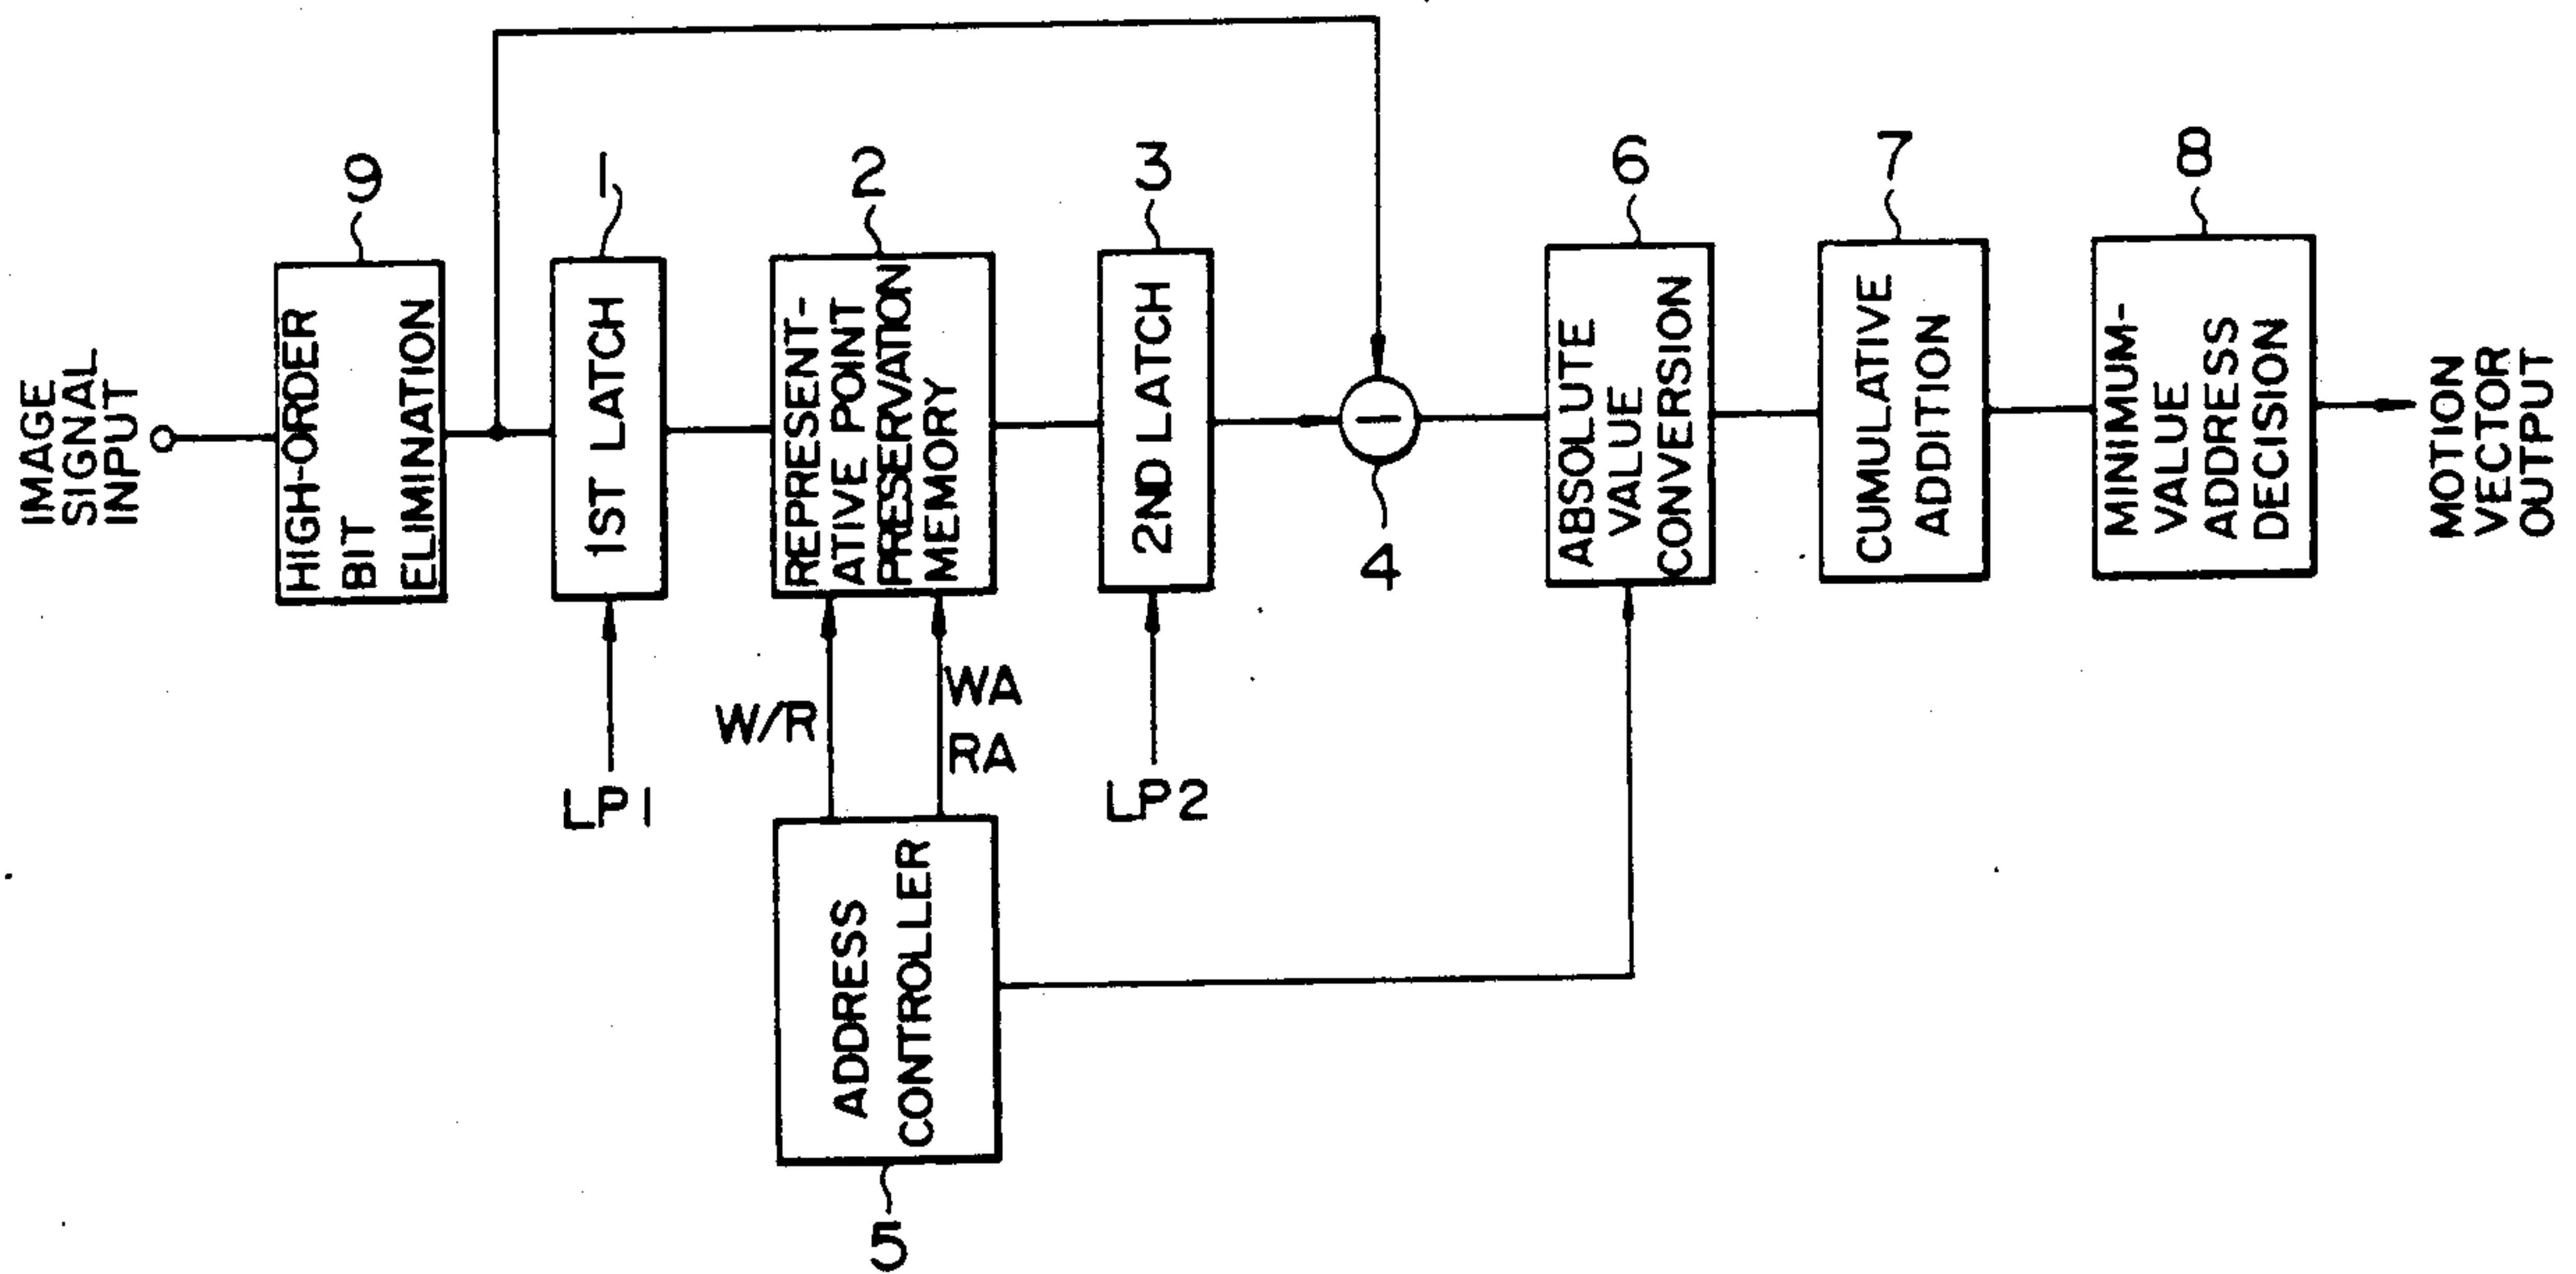 IMAGE
SIGNAL
INPUT
9
HIGH-ORDER
BIT
ELIMINATION
1
1ST LATCH
LP1
2
REPRESENT-
ATIVE POINT
PRESERVATION
MEMORY
W/R
WA
RA
ADDRESS
CONTROLLER
5
3
2ND LATCH
LP2
4
6
ABSOLUTE
VALUE
CONVERSION
7
CUMULATIVE
ADDITION
8
MINIMUM-
VALUE
ADDRESS
DECISION
MOTION
VECTOR
OUTPUT